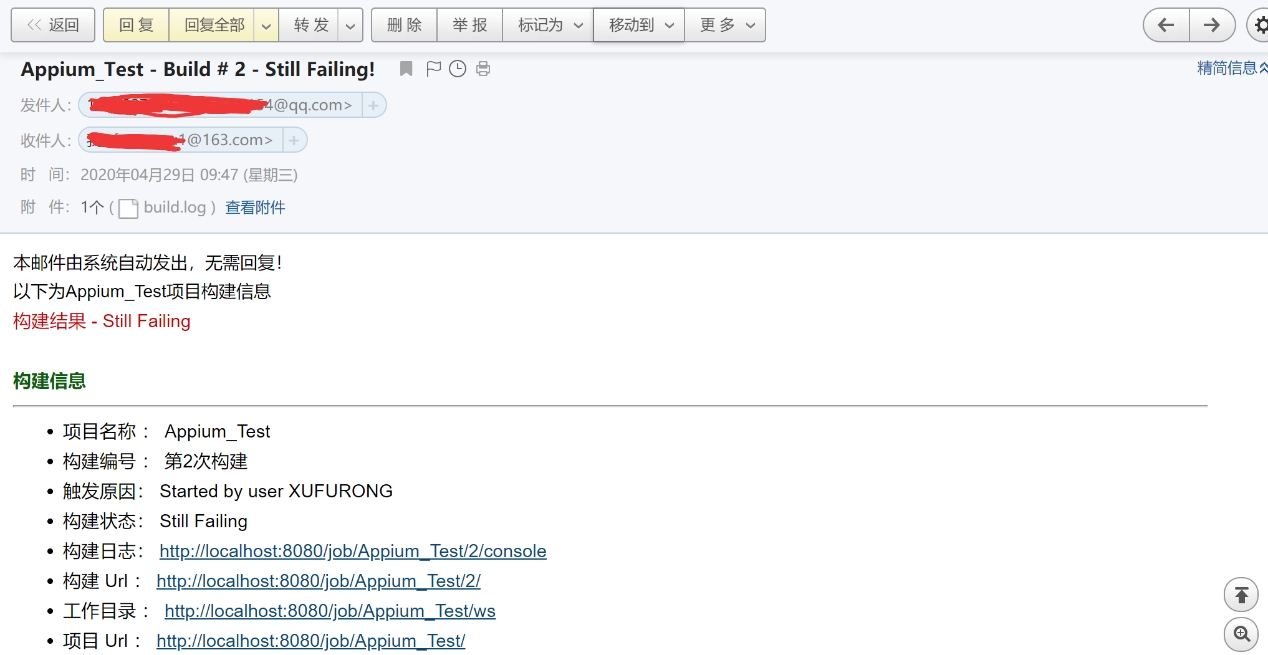 << 返回 回 复 回复全部 转 发 删 除 举 报 标记为 移动到 更 多
Appium_Test - Build # 2 - Still Failing!
精简信息
发件人： 4@qq.com> +
收件人： 1@163.com> +
时 间： 2020年04月29日 09:47 (星期三)
附 件： 1个 ( build.log ) 查看附件
本邮件由系统自动发出，无需回复！
以下为Appium_Test项目构建信息
构建结果 - Still Failing
构建信息
• 项目名称 ： Appium_Test
• 构建编号 ： 第2次构建
• 触发原因： Started by user XUFURONG
• 构建状态： Still Failing
• 构建日志： http://localhost:8080/job/Appium_Test/2/console
• 构建 Url ： http://localhost:8080/job/Appium_Test/2/
• 工作目录 ： http://localhost:8080/job/Appium_Test/ws
• 项目 Url ： http://localhost:8080/job/Appium_Test/